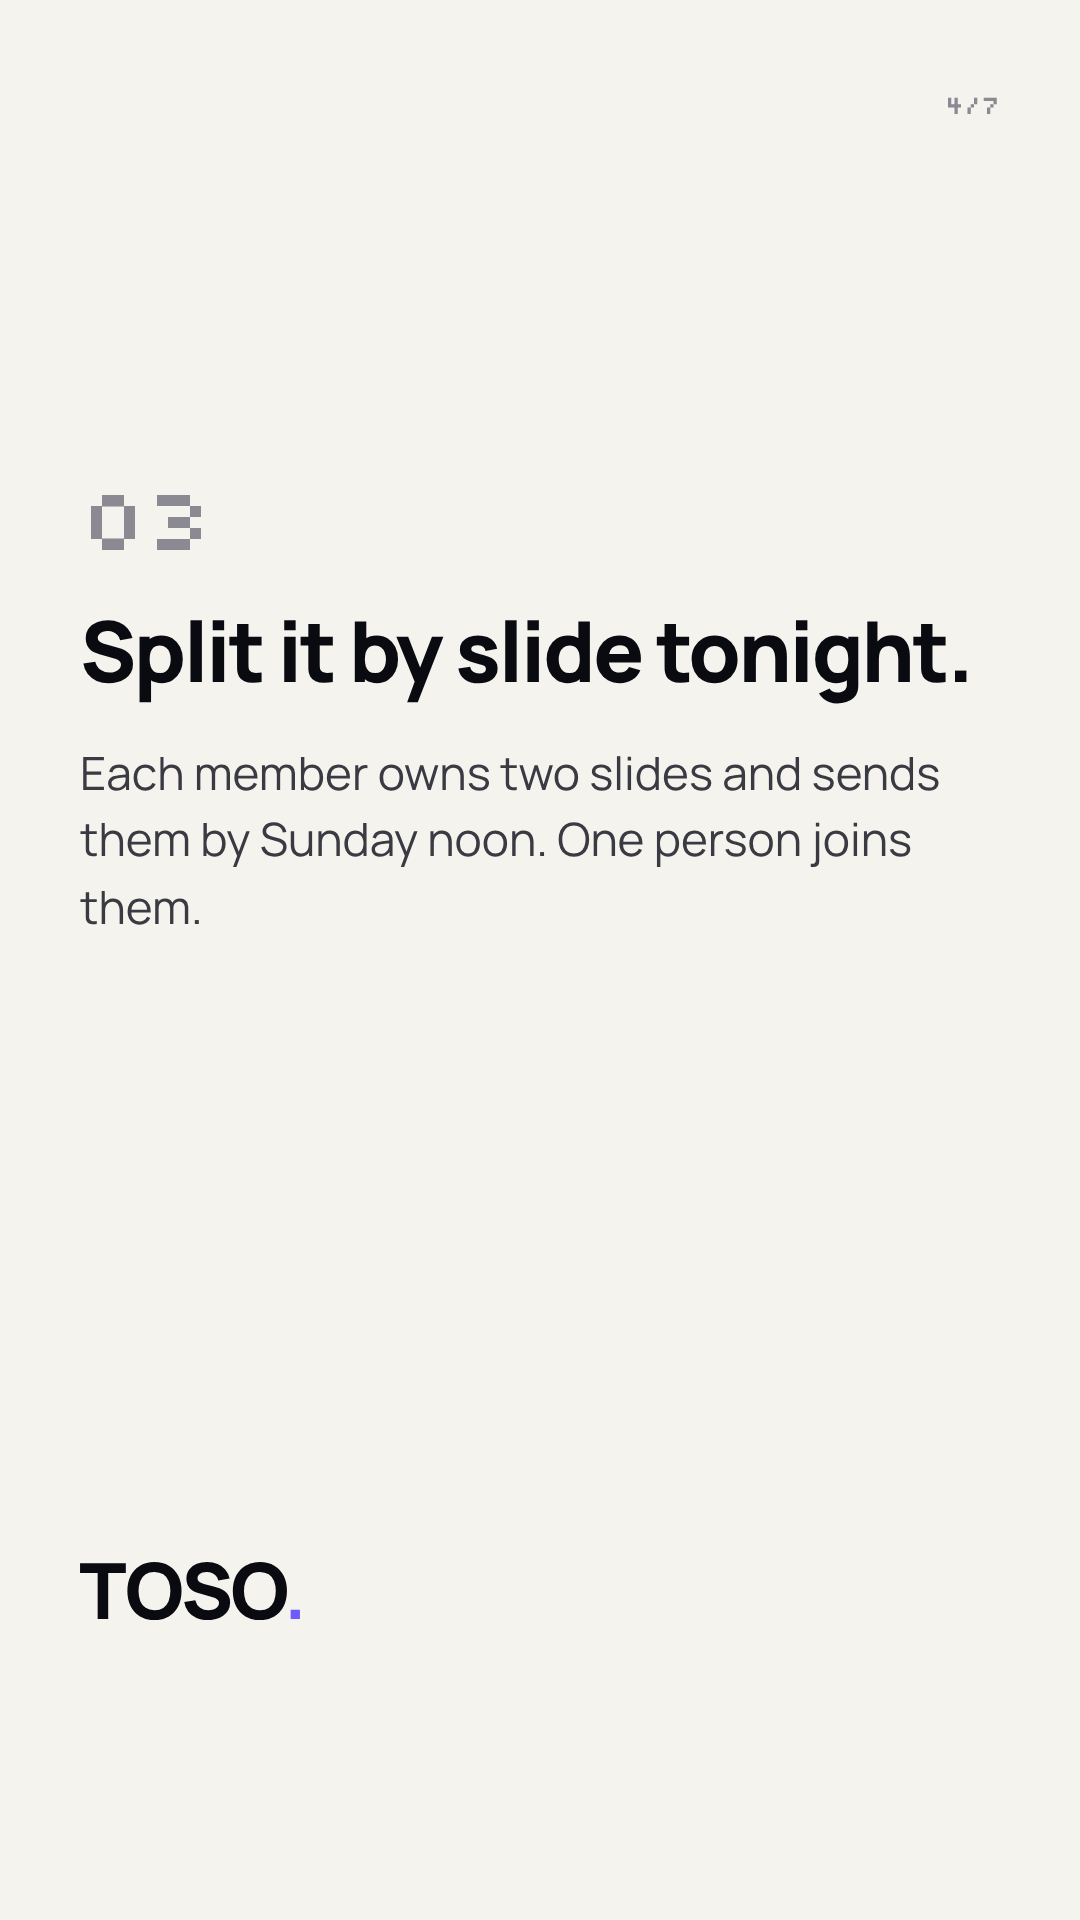 4/7
03
Split it by slide tonight.
Each member owns two slides and sends
them by Sunday noon. One person joins
them.
TOSO.